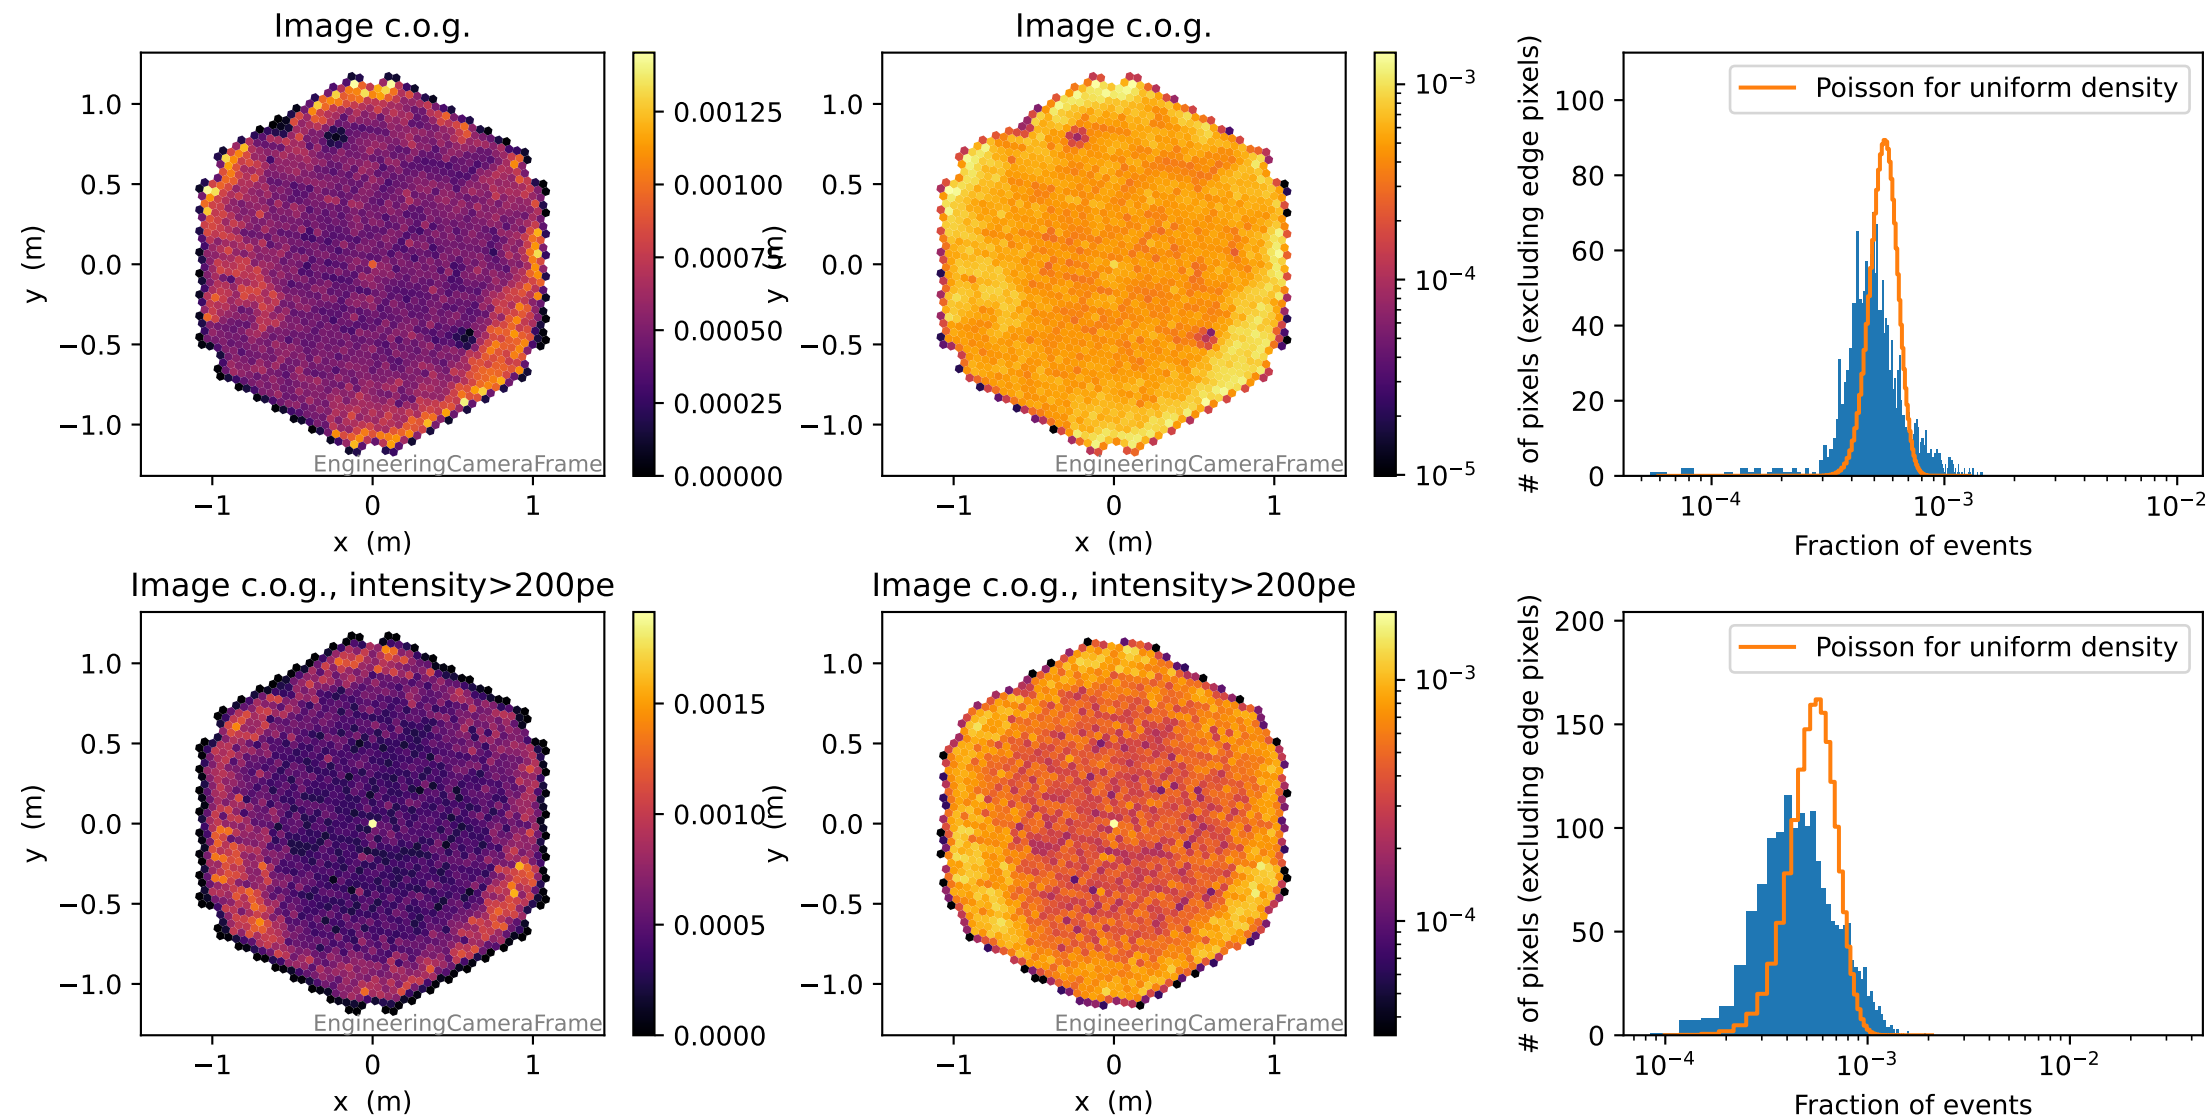 Image c.o.g.
y (m)
1.0
0.5
0.0
−0.5
−1.0
EngineeringCameraFrame
−1 0 1
x (m)
0.00125
0.00100
0.00075
0.00050
0.00025
0.00000
Image c.o.g.
y (m)
1.0
0.5
0.0
−0.5
−1.0
EngineeringCameraFrame
−1 0 1
x (m)
10−3
10−4
10−5
# of pixels (excluding edge pixels)
100
80
60
40
20
0
Poisson for uniform density
10−4 10−3 10−2
Fraction of events
Image c.o.g., intensity>200pe
y (m)
1.0
0.5
0.0
−0.5
−1.0
EngineeringCameraFrame
−1 0 1
x (m)
0.0015
0.0010
0.0005
0.0000
Image c.o.g., intensity>200pe
y (m)
1.0
0.5
0.0
−0.5
−1.0
EngineeringCameraFrame
−1 0 1
x (m)
10−3
10−4
# of pixels (excluding edge pixels)
200
150
100
50
0
Poisson for uniform density
10−4 10−3 10−2
Fraction of events